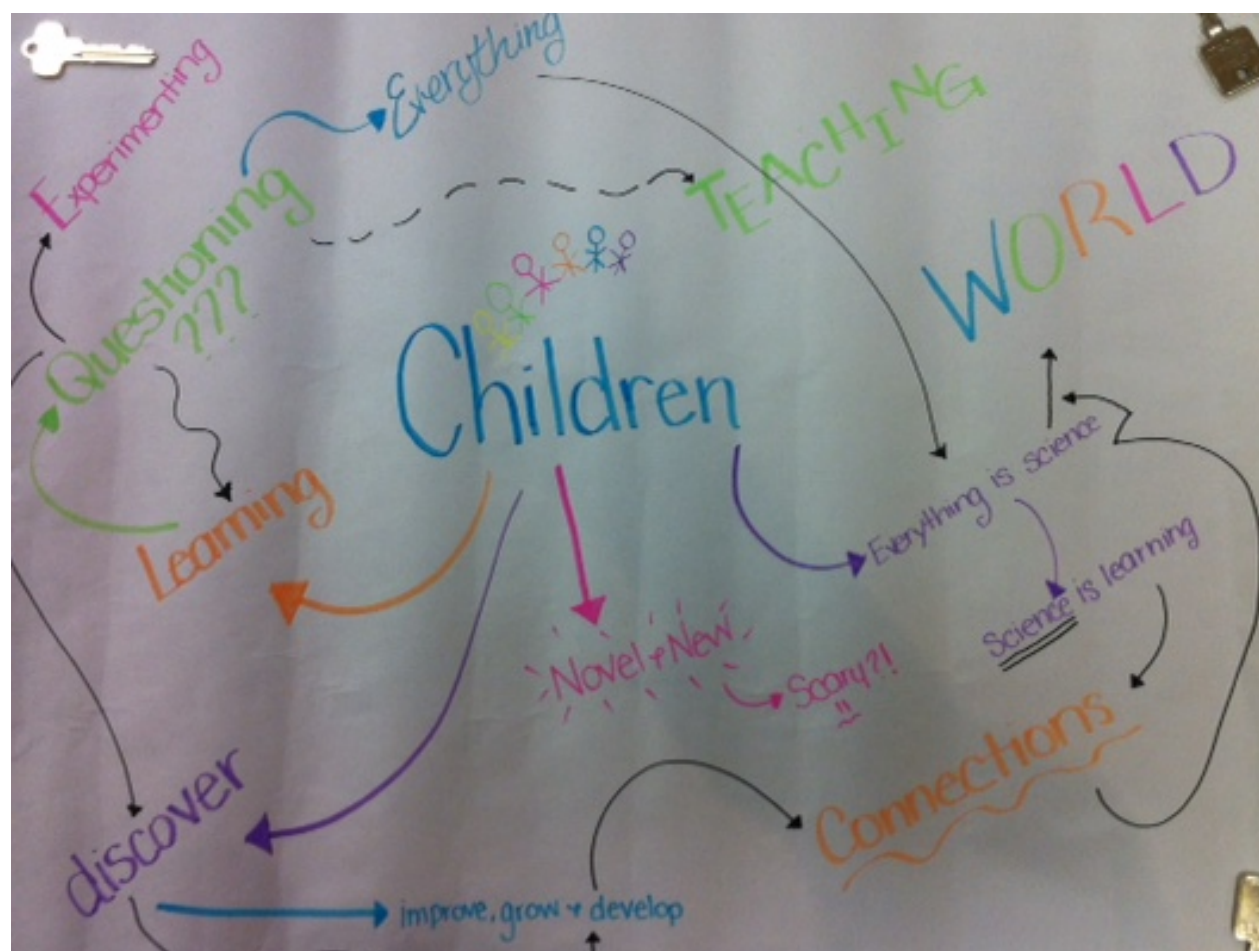 Everything
Experimenting
TEACHING
Questioning
???
WORLD
Children
Everything is science
Learning
Science is learning
Novel + New
Scary?!
Connections
discover
improve, grow + develop